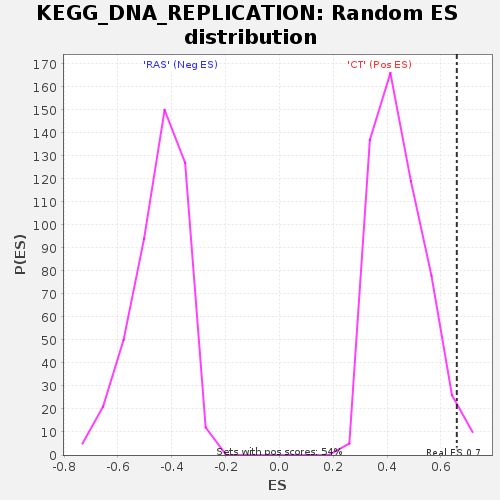 KEGG_DNA_REPLICATION: Random ES
distribution
'RAS' (Neg ES)
'CT' (Pos ES)
170
160
150
140
130
120
110
100
90
80
70
60
50
40
30
20
10
0
P(ES)
Sets with pos scores: 54%
Real ES 0.7
-0.8 -0.6 -0.4 -0.2 0.0 0.2 0.4 0.6
ES